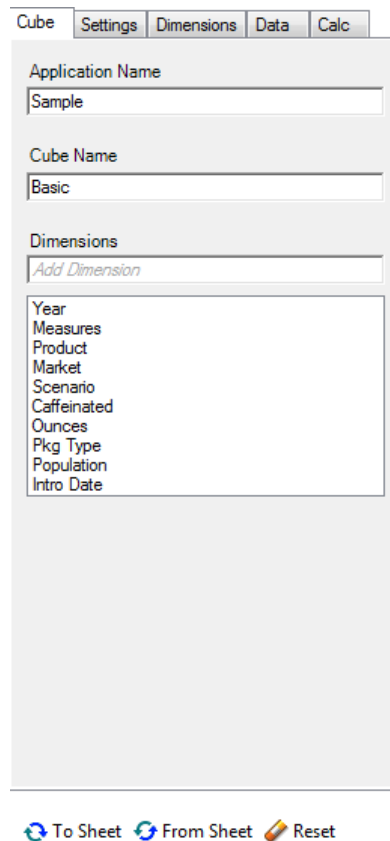 Cube Settings Dimensions Data Calc
Application Name
Sample
Cube Name
Basic
Dimensions
Add Dimension
Year
Measures
Product
Market
Scenario
Caffeinated
Ounces
Pkg Type
Population
Intro Date
To Sheet From Sheet Reset